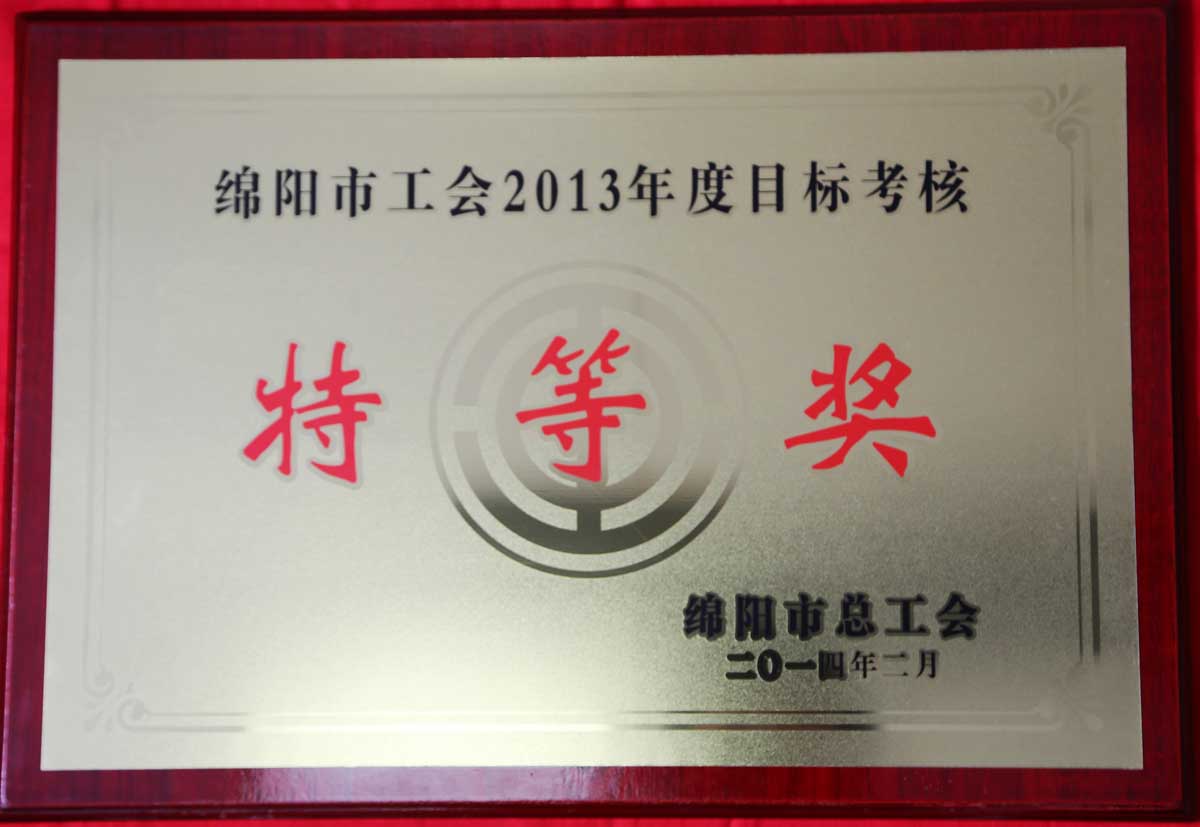 绵阳市工会2013年度目标考核
特等奖
绵阳市总工会
二〇一四年二月